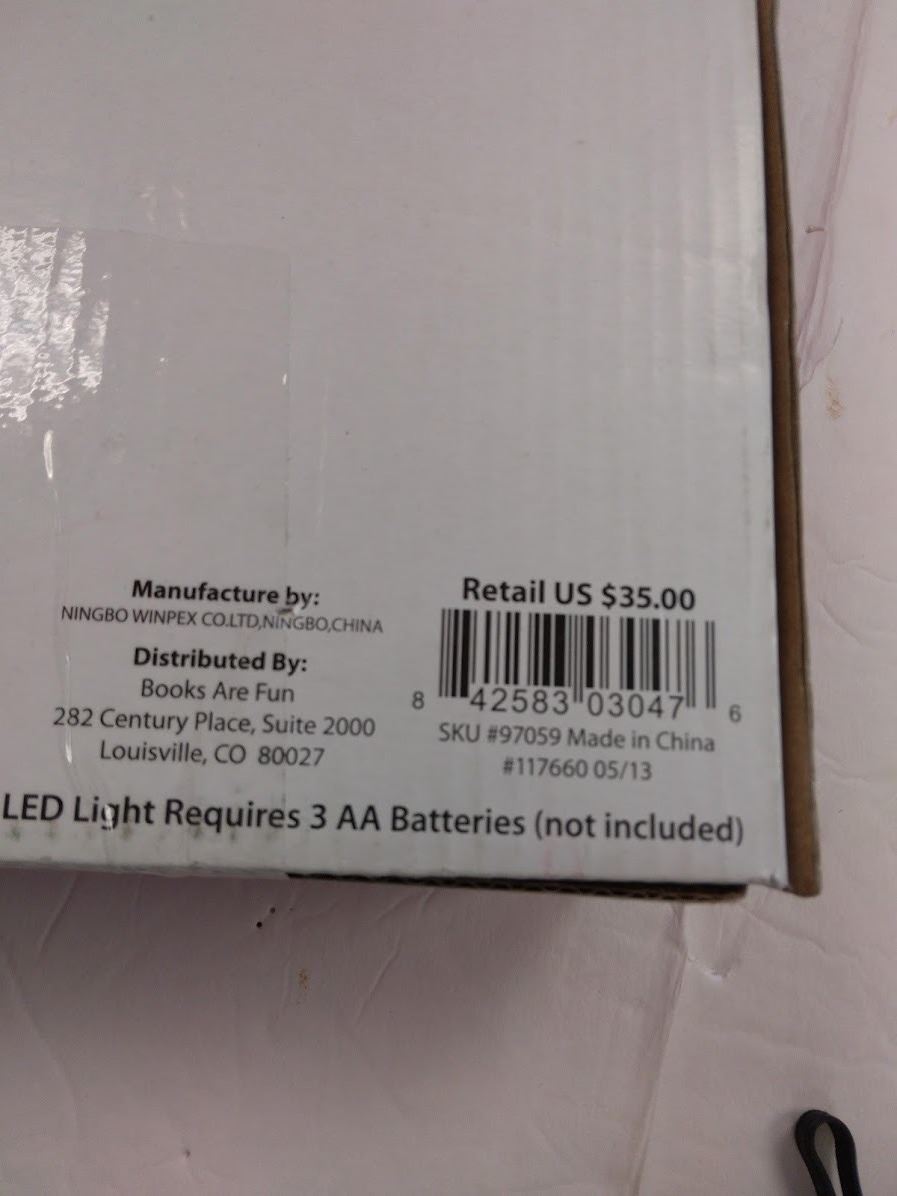 Manufacture by:
NINGBO WINPEX CO.LTD,NINGBO,CHINA
Distributed By:
Books Are Fun
282 Century Place, Suite 2000
Louisville, CO 80027
Retail US $35.00
8 42583 03047 6
SKU #97059 Made in China
#117660 05/13
LED Light Requires 3 AA Batteries (not included)